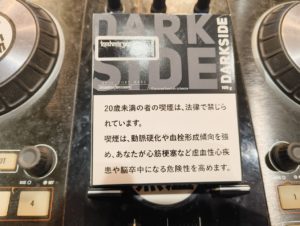 DARK
SIDE
DARKSIDE
20歳未満の者の喫煙は、法律で禁じら
れています。
喫煙は、動脈硬化や血栓形成傾向を強
め、あなたが心筋梗塞など虚血性心疾
患や脳卒中になる危険性を高めます。
4
1